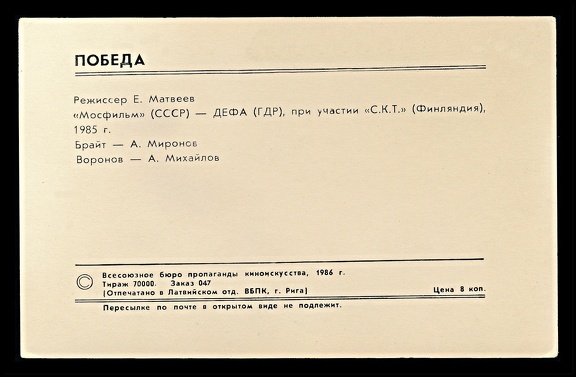 ПОБЕДА
Режиссер Е. Матвеев
«Мосфильм» (СССР) — ДЕФА (ГДР), при участии «С.К.Т.» (Финляндия),
1985 г.
Брайт — А. Миронов
Воронов — А. Михайлов
© Всесоюзное бюро пропаганды киноискусства, 1986 г.
Тираж 70000. Заказ 047
(Отпечатано в Латвийском отд. ВБПК, г. Рига) Цена 8 коп.
Пересылке по почте в открытом виде не подлежит.